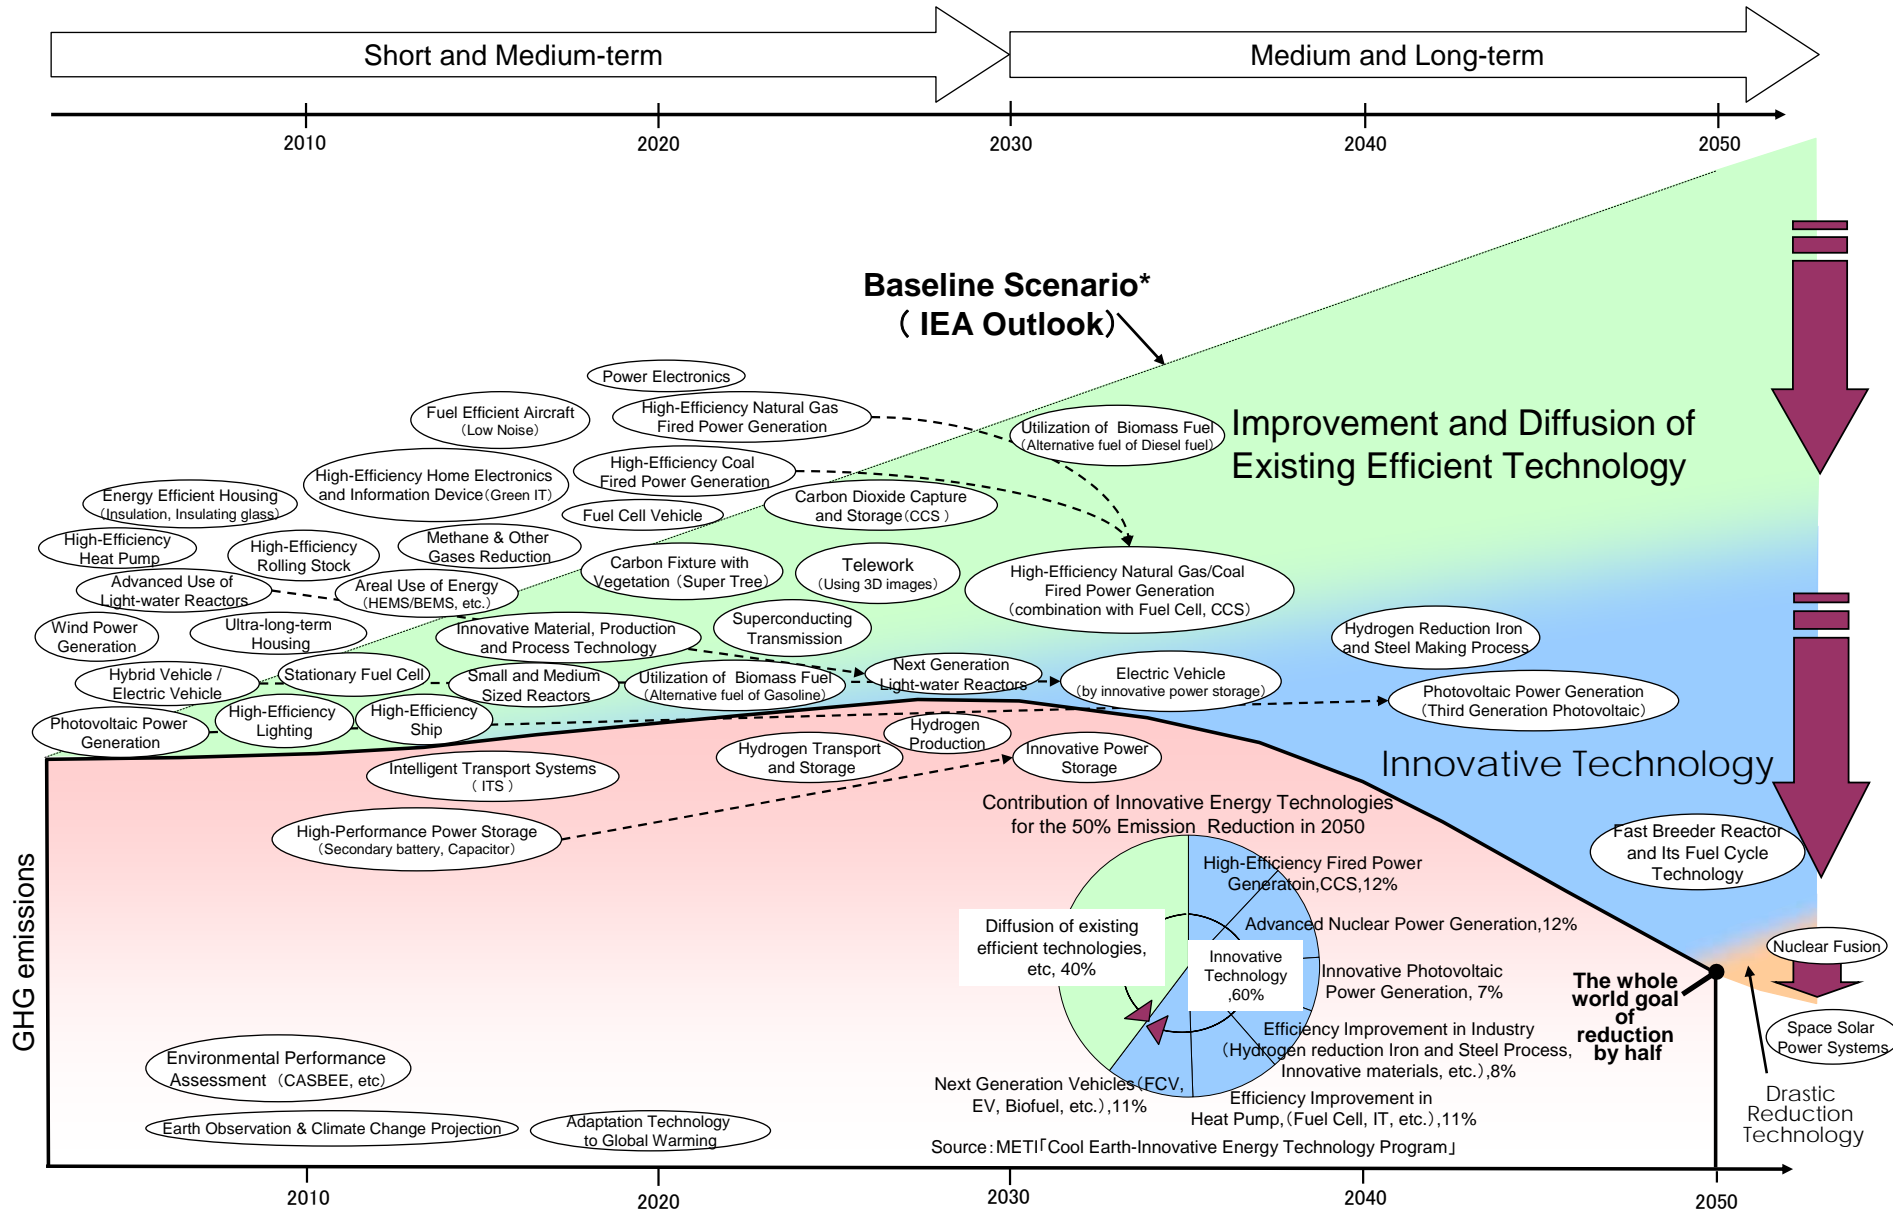 Short and Medium-term
Medium and Long-term
2010
2020
2030
2040
2050
Baseline Scenario*
（ IEA Outlook）
Power Electronics
Fuel Efficient Aircraft
（Low Noise）
High-Efficiency Natural Gas
Fired Power Generation
Utilization of Biomass Fuel
（Alternative fuel of Diesel fuel）
Improvement and Diffusion of
Existing Efficient Technology
High-Efficiency Home Electronics
and Information Device（Green IT）
High-Efficiency Coal
Fired Power Generation
Energy Efficient Housing
（Insulation, Insulating glass）
Carbon Dioxide Capture
and Storage（CCS ）
Fuel Cell Vehicle
High-Efficiency
Heat Pump
High-Efficiency
Rolling Stock
Methane & Other
Gases Reduction
Carbon Fixture with
Vegetation（Super Tree）
Telework
（Using 3D images）
High-Efficiency Natural Gas/Coal
Fired Power Generation
（combination with Fuel Cell, CCS）
Advanced Use of
Light-water Reactors
Areal Use of Energy
（HEMS/BEMS, etc.）
Wind Power
Generation
Ultra-long-term
Housing
Innovative Material, Production
and Process Technology
Superconducting
Transmission
Hydrogen Reduction Iron
and Steel Making Process
Hybrid Vehicle /
Electric Vehicle
Stationary Fuel Cell
Small and Medium
Sized Reactors
Utilization of Biomass Fuel
（Alternative fuel of Gasoline）
Next Generation
Light-water Reactors
Electric Vehicle
（by innovative power storage）
Photovoltaic Power Generation
（Third Generation Photovoltaic）
Photovoltaic Power
Generation
High-Efficiency
Lighting
High-Efficiency
Ship
Hydrogen
Production
Hydrogen Transport
and Storage
Innovative Power
Storage
Innovative Technology
Intelligent Transport Systems
（ ITS ）
High-Performance Power Storage
（Secondary battery, Capacitor）
Contribution of Innovative Energy Technologies
for the 50% Emission Reduction in 2050
Fast Breeder Reactor
and Its Fuel Cycle
Technology
High-Efficiency Fired Power
Generatoin,CCS,12%
Advanced Nuclear Power Generation,12%
Diffusion of existing
efficient technologies,
etc, 40%
Innovative
Technology
,60%
Innovative Photovoltaic
Power Generation, 7%
Efficiency Improvement in Industry
（Hydrogen reduction Iron and Steel Process,
Innovative materials, etc.）,8%
Next Generation Vehicles（FCV,
EV, Biofuel, etc.）,11%
Efficiency Improvement in
Heat Pump,（Fuel Cell, IT, etc.）,11%
Source：METI「Cool Earth-Innovative Energy Technology Program」
Nuclear Fusion
The whole
world goal
of
reduction
by half
Space Solar
Power Systems
Drastic
Reduction
Technology
GHG emissions
Environmental Performance
Assessment （CASBEE, etc）
Earth Observation & Climate Change Projection
Adaptation Technology
to Global Warming
2010
2020
2030
2040
2050